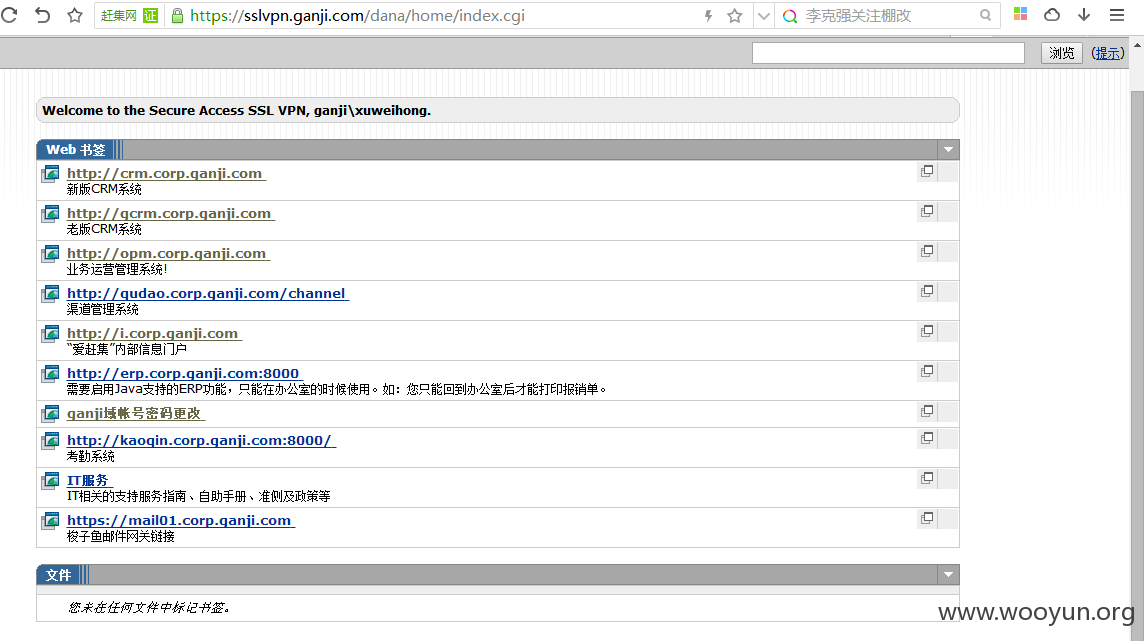 赶集网 证 https://sslvpn.ganji.com/dana/home/index.cgi 李克强关注棚改
浏览 (提示)
Welcome to the Secure Access SSL VPN, ganji\xuweihong.
Web 书签
http://crm.corp.ganji.com
新版CRM系统
http://gcrm.corp.ganji.com
老版CRM系统
http://opm.corp.ganji.com
业务运营管理系统!
http://qudao.corp.ganji.com/channel
渠道管理系统
http://i.corp.ganji.com
“爱赶集”内部信息门户
http://erp.corp.ganji.com:8000
需要启用Java支持的ERP功能，只能在办公室的时候使用。如：您只能回到办公室后才能打印报销单。
ganji域帐号密码更改
http://kaoqin.corp.ganji.com:8000/
考勤系统
IT服务
IT相关的支持服务指南、自助手册、准侧及政策等
https://mail01.corp.ganji.com
梭子鱼邮件网关链接
文件
您未在任何文件中标记书签。
www.wooyun.org